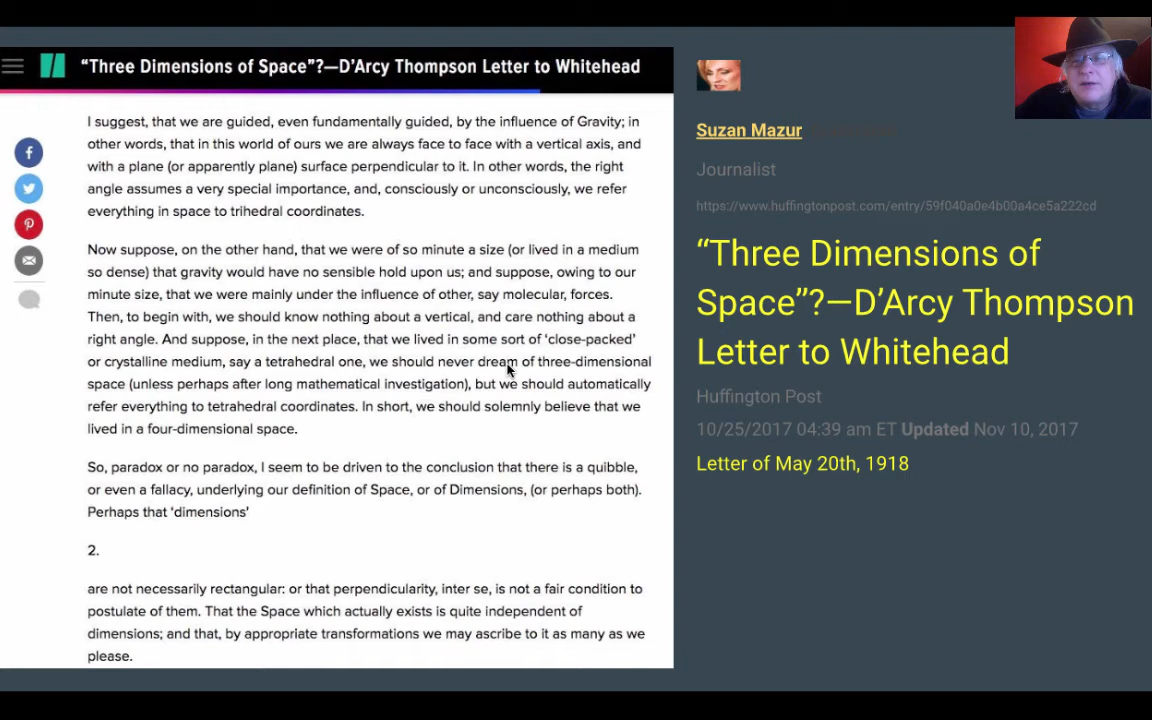 “Three Dimensions of Space”?—D’Arcy Thompson Letter to Whitehead
I suggest, that we are guided, even fundamentally guided, by the influence of Gravity; in
other words, that in this world of ours we are always face to face with a vertical axis, and
with a plane (or apparently plane) surface perpendicular to it. In other words, the right
angle assumes a very special importance, and, consciously or unconsciously, we refer
everything in space to trihedral coordinates.
Now suppose, on the other hand, that we were of so minute a size (or lived in a medium
so dense) that gravity would have no sensible hold upon us; and suppose, owing to our
minute size, that we were mainly under the influence of other, say molecular, forces.
Then, to begin with, we should know nothing about a vertical, and care nothing about a
right angle. And suppose, in the next place, that we lived in some sort of ‘close-packed’
or crystalline medium, say a tetrahedral one, we should never dream of three-dimensional
space (unless perhaps after long mathematical investigation), but we should automatically
refer everything to tetrahedral coordinates. In short, we should solemnly believe that we
lived in a four-dimensional space.
So, paradox or no paradox, I seem to be driven to the conclusion that there is a quibble,
or even a fallacy, underlying our definition of Space, or of Dimensions, (or perhaps both).
Perhaps that ‘dimensions’
2.
are not necessarily rectangular: or that perpendicularity, inter se, is not a fair condition to
postulate of them. That the Space which actually exists is quite independent of
dimensions; and that, by appropriate transformations we may ascribe to it as many as we
please.
Suzan Mazur
Journalist
https://www.huffingtonpost.com/entry/59f040a0e4b00a4ce5a222cd
“Three Dimensions of
Space”?—D’Arcy Thompson
Letter to Whitehead
Huffington Post
10/25/2017 04:39 am ET Updated Nov 10, 2017
Letter of May 20th, 1918